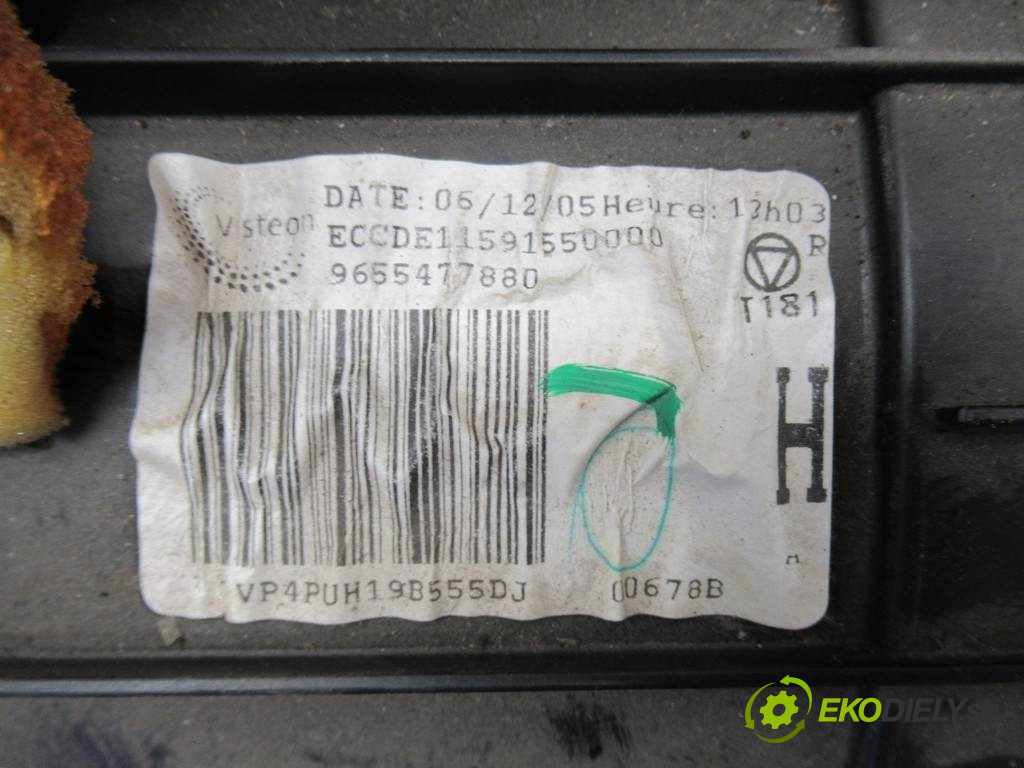 Visteon
DATE:06/12/05Heure:13h03
ECCDE11591550000
9655477880
R
T181
H
A
VP4PUH19B555DJ 00678B
EKODIELY